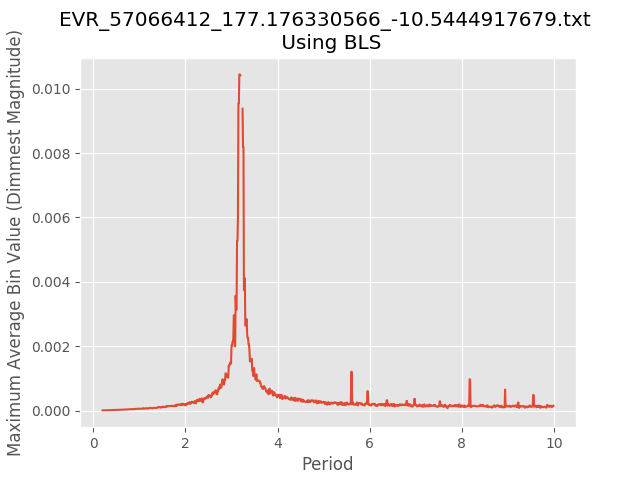 EVR_57066412_177.176330566_-10.5444917679.txt
Using BLS
Maximum Average Bin Value (Dimmest Magnitude)
0.010
0.008
0.006
0.004
0.002
0.000
0 2 4 6 8 10
Period